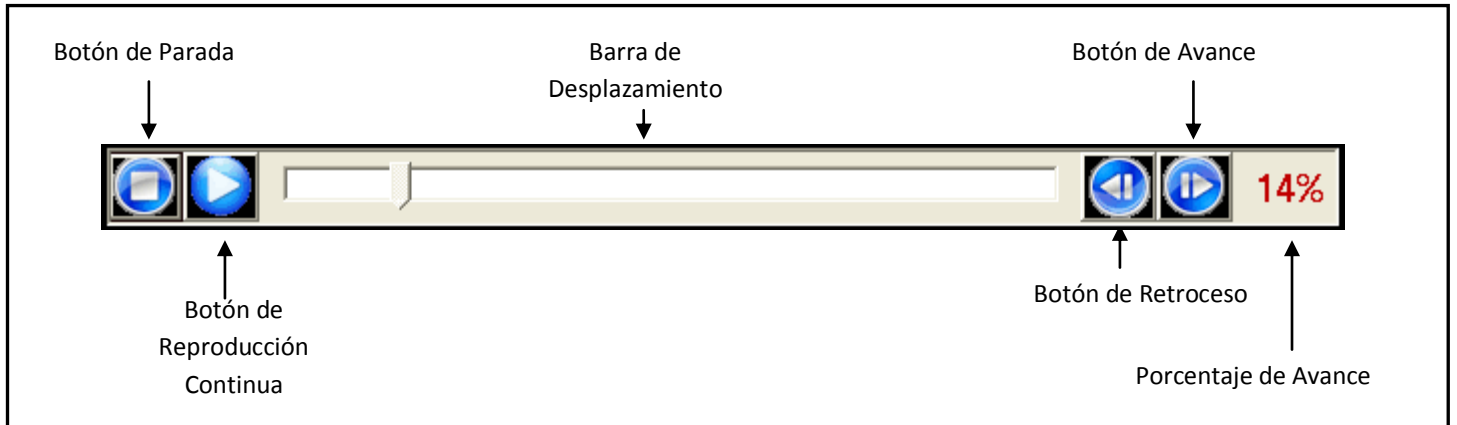 Botón de Parada
Barra de
Desplazamiento
Botón de Avance
14%
Botón de
Reproducción
Continua
Botón de Retroceso
Porcentaje de Avance